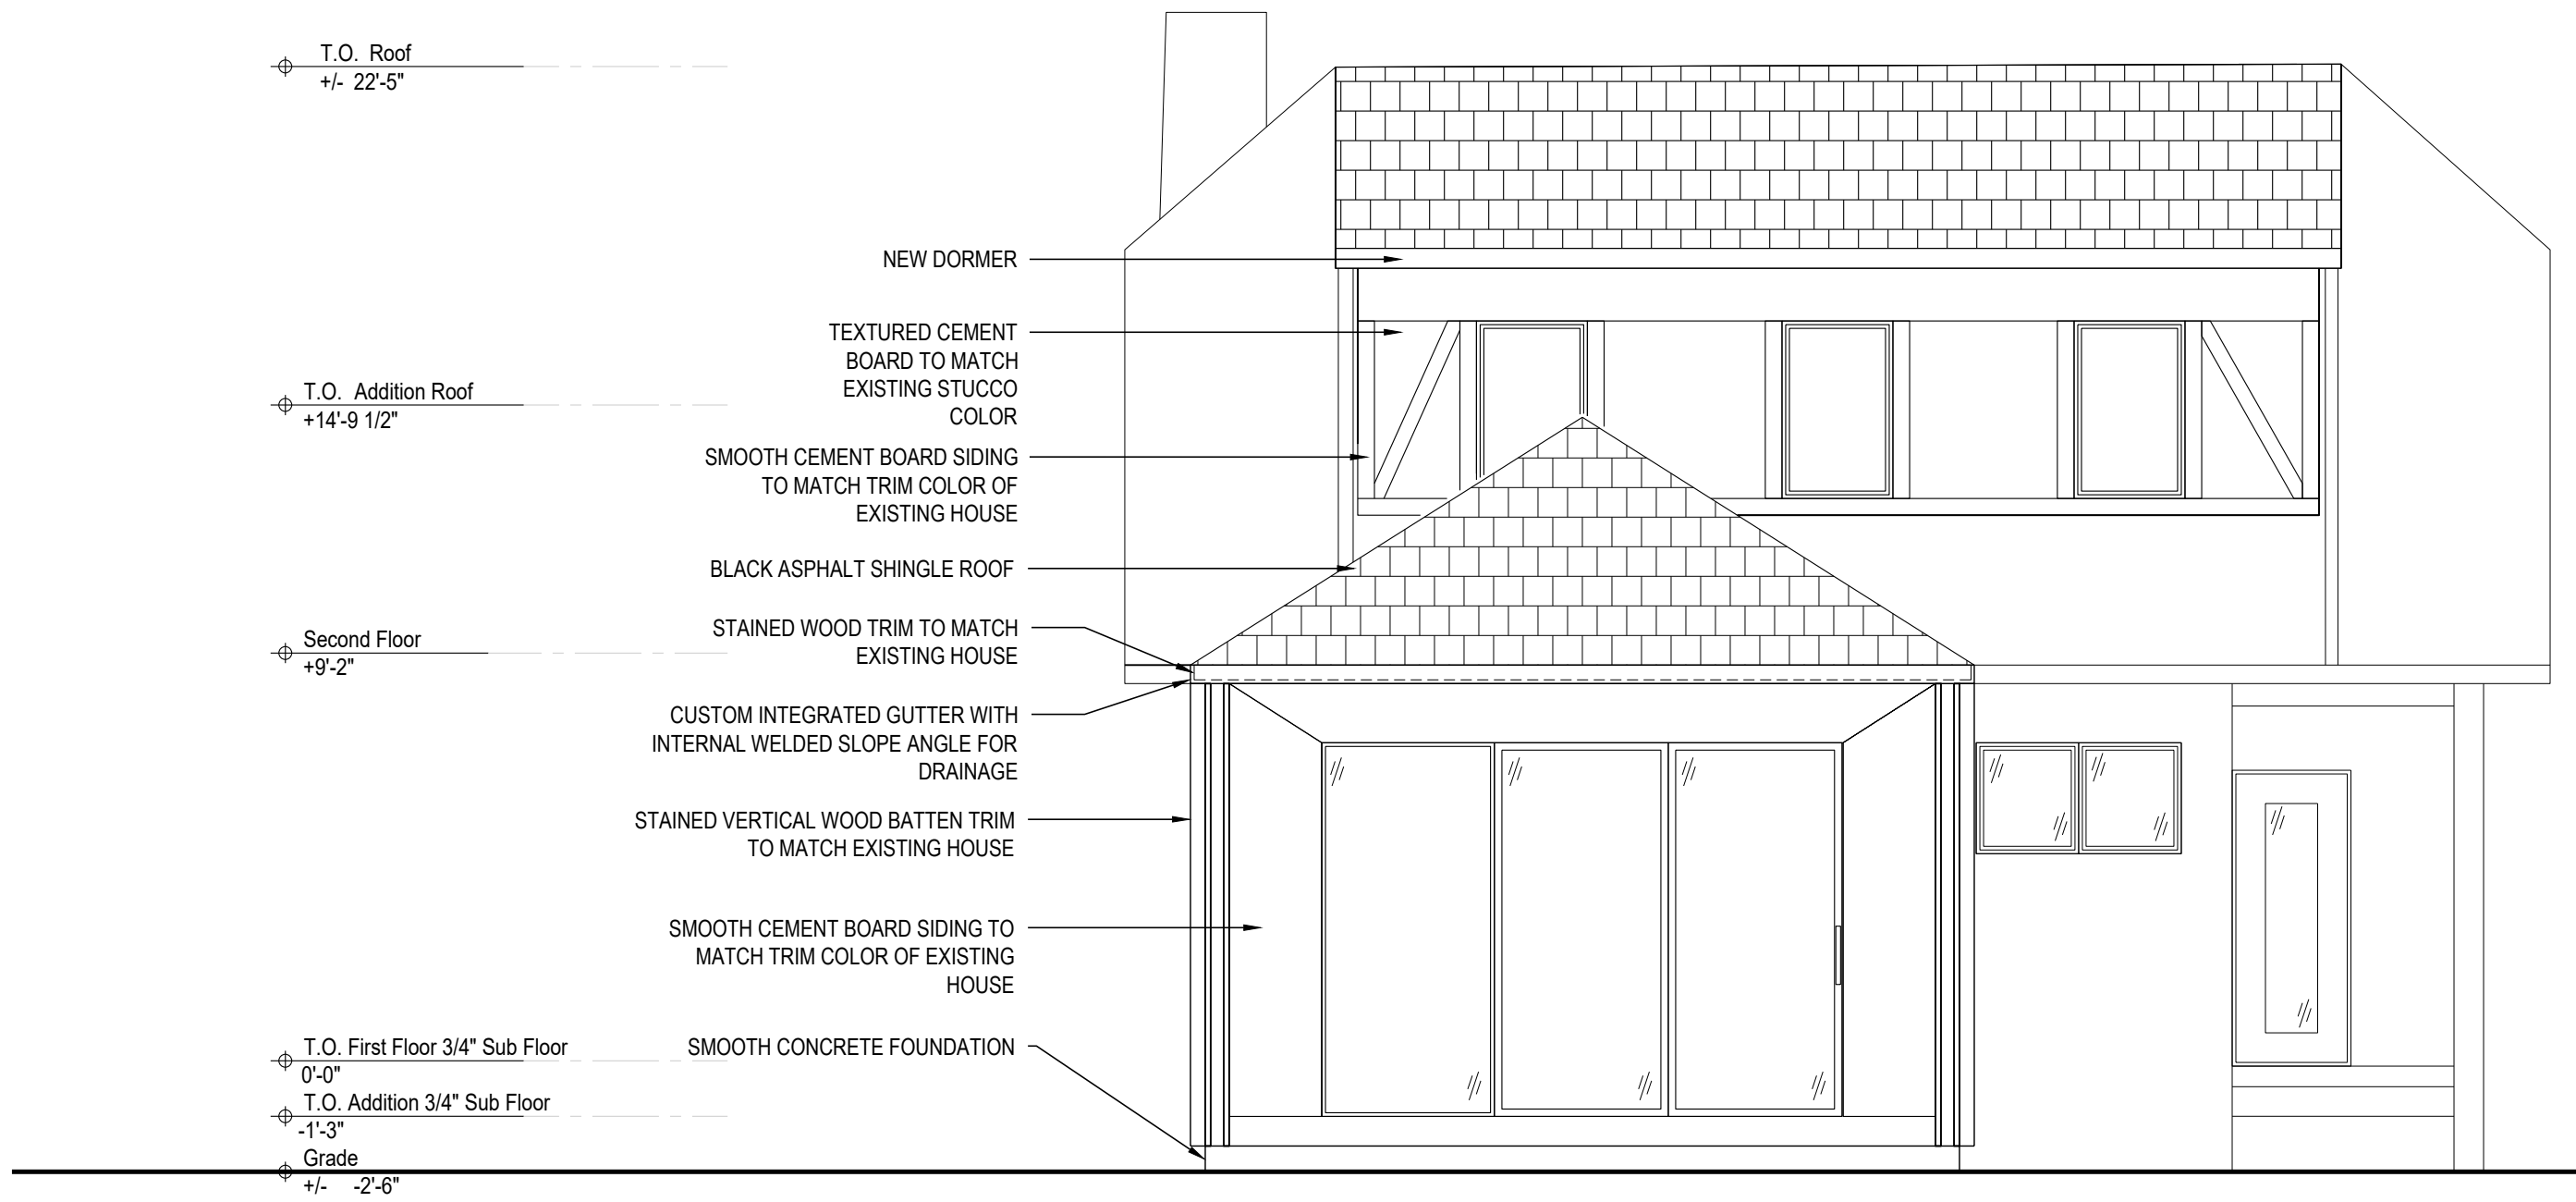 T.O.  Roof
+/-  22'-5"
NEW DORMER
TEXTURED CEMENT
BOARD TO MATCH
EXISTING STUCCO
COLOR
T.O.  Addition Roof
+14'-9 1/2"
SMOOTH CEMENT BOARD SIDING
TO MATCH TRIM COLOR OF
EXISTING HOUSE
BLACK ASPHALT SHINGLE ROOF
STAINED WOOD TRIM TO MATCH
EXISTING HOUSE
Second Floor
+9'-2"
CUSTOM INTEGRATED GUTTER WITH
INTERNAL WELDED SLOPE ANGLE FOR
DRAINAGE
STAINED VERTICAL WOOD BATTEN TRIM
TO MATCH EXISTING HOUSE
SMOOTH CEMENT BOARD SIDING TO
MATCH TRIM COLOR OF EXISTING
HOUSE
SMOOTH CONCRETE FOUNDATION
T.O. First Floor 3/4" Sub Floor
0'-0"
T.O. Addition 3/4" Sub Floor
-1'-3"
Grade
+/-    -2'-6"